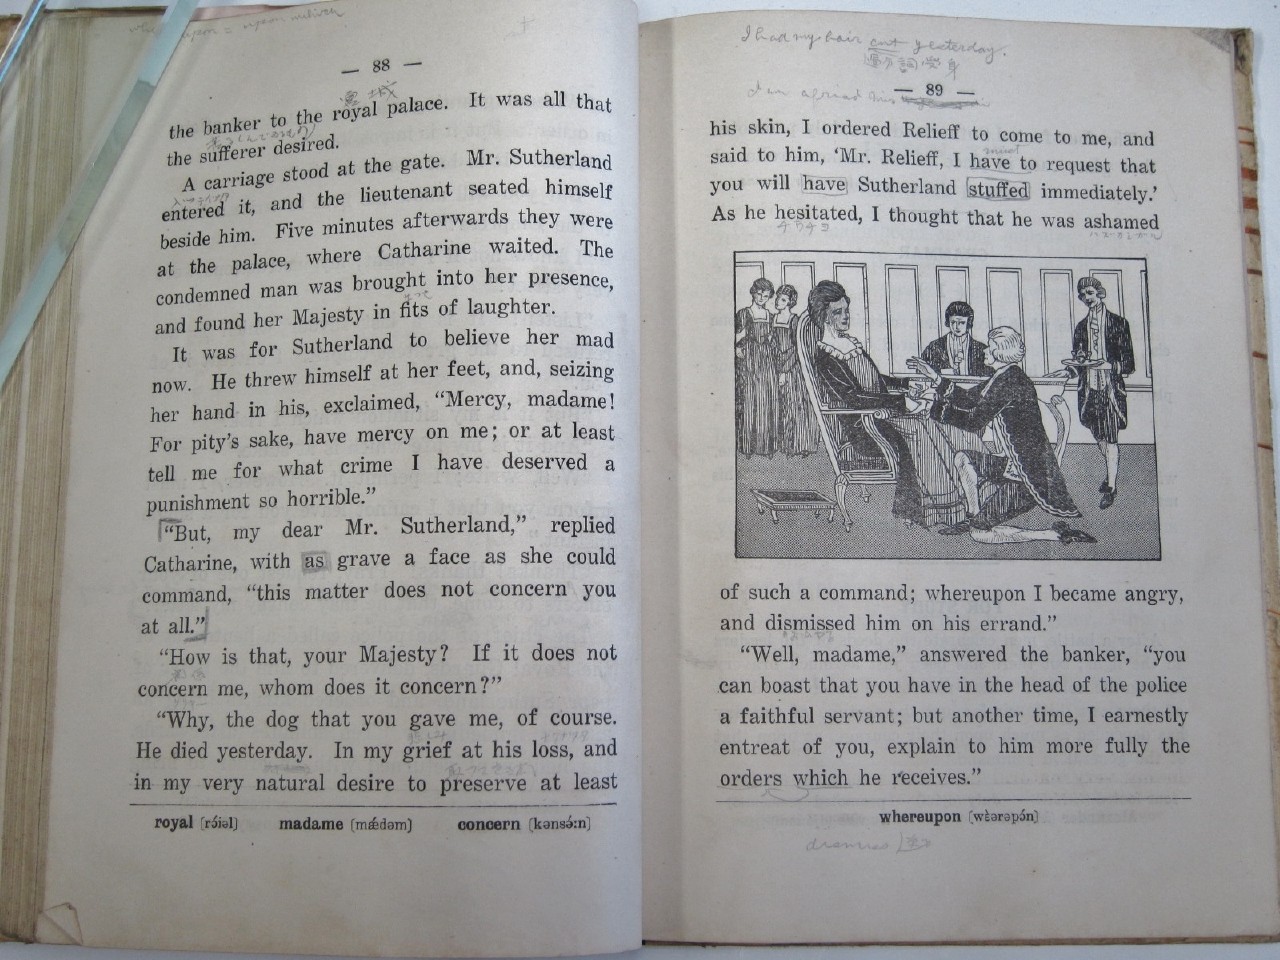 — 88 —
the banker to the royal palace. It was all that
the sufferer desired.
A carriage stood at the gate. Mr. Sutherland
entered it, and the lieutenant seated himself
beside him. Five minutes afterwards they were
at the palace, where Catharine waited. The
condemned man was brought into her presence,
and found her Majesty in fits of laughter.
It was for Sutherland to believe her mad
now. He threw himself at her feet, and, seizing
her hand in his, exclaimed, “Mercy, madame!
For pity's sake, have mercy on me; or at least
tell me for what crime I have deserved a
punishment so horrible.”
“But, my dear Mr. Sutherland,” replied
Catharine, with as grave a face as she could
command, “this matter does not concern you
at all.”
“How is that, your Majesty? If it does not
concern me, whom does it concern?”
“Why, the dog that you gave me, of course.
He died yesterday. In my grief at his loss, and
in my very natural desire to preserve at least
royal [rɔ́iəl] madame [mǽdəm] concern [kənsə́:n]
I had my hair cut yesterday.
— 89 —
his skin, I ordered Relieff to come to me, and
said to him, ‘Mr. Relieff, I have to request that
you will have Sutherland stuffed immediately.’
As he hesitated, I thought that he was ashamed
of such a command; whereupon I became angry,
and dismissed him on his errand.”
“Well, madame,” answered the banker, “you
can boast that you have in the head of the police
a faithful servant; but another time, I earnestly
entreat of you, explain to him more fully the
orders which he receives.”
whereupon [wɛ̀ərəpɔ́n]